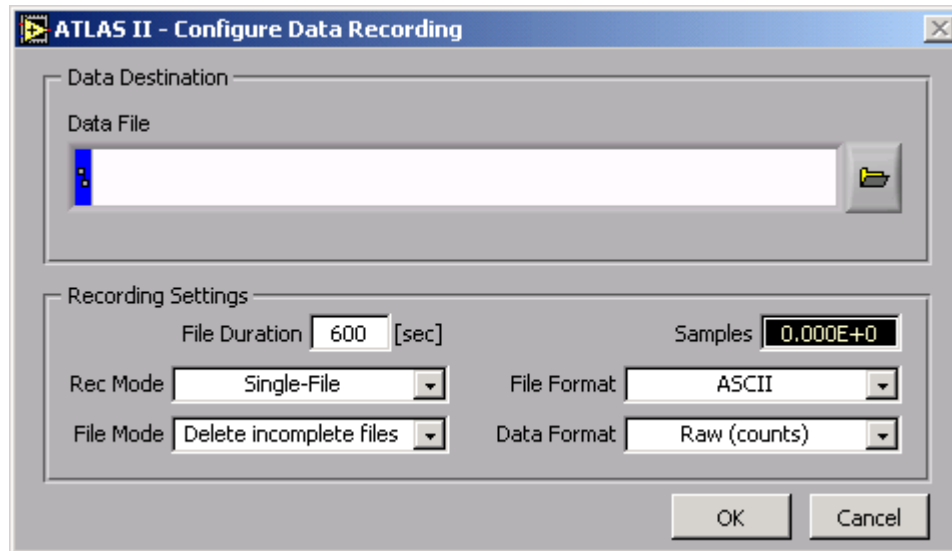 ATLAS II - Configure Data Recording
Data Destination
Data File
Recording Settings
File Duration 600 [sec] Samples 0.000E+0
Rec Mode Single-File File Format ASCII
File Mode Delete incomplete files Data Format Raw (counts)
OK Cancel